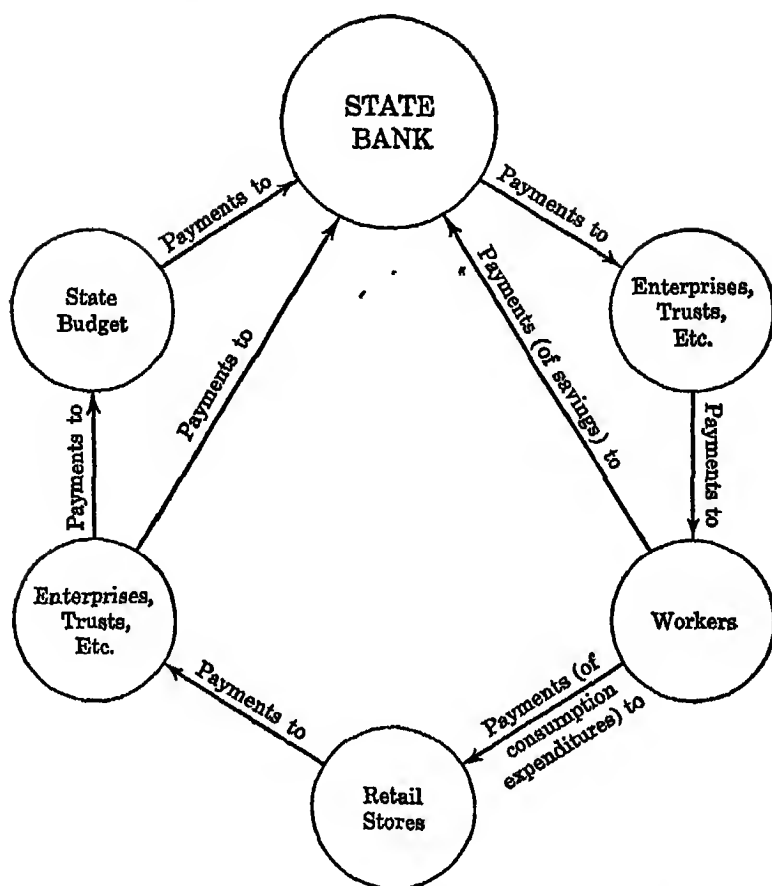 STATE
BANK
Payments to
Payments to
State
Budget
Enterprises,
Trusts,
Etc.
Payments to
Payments (of savings) to
Payments to
Payments to
Enterprises,
Trusts,
Etc.
Workers
Payments to
Payments (of
consumption
expenditures) to
Retail
Stores